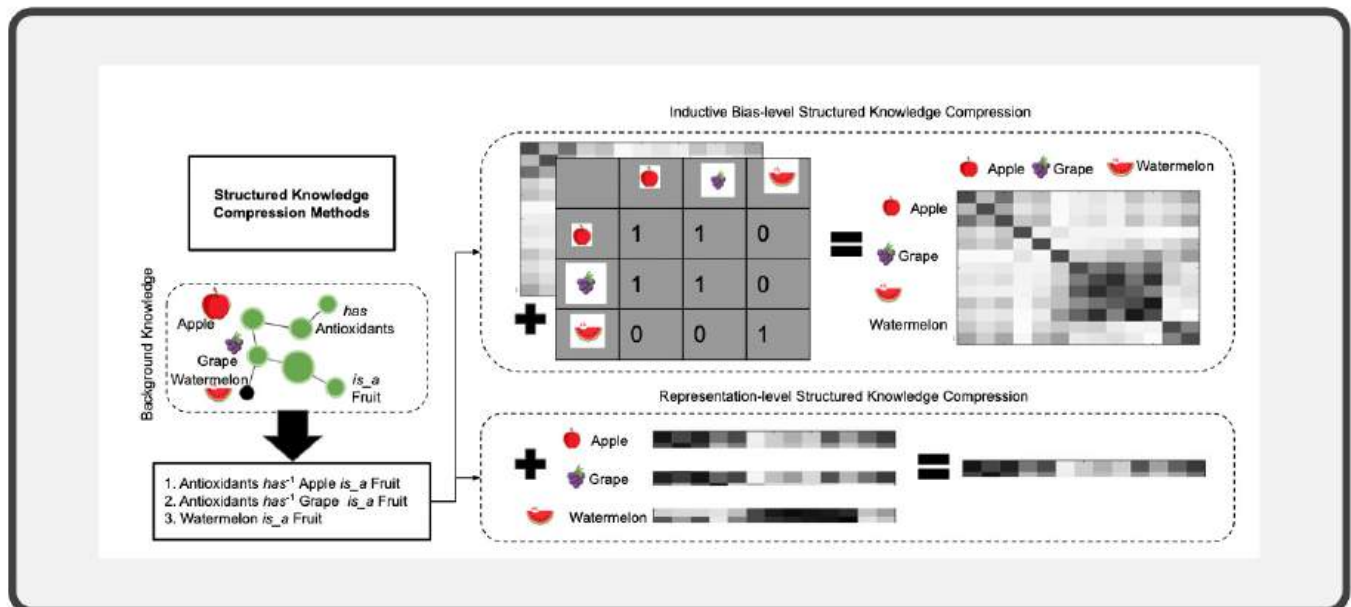 Inductive Bias-level Structured Knowledge Compression
Structured Knowledge
Compression Methods
Apple Grape Watermelon
Apple
Grape
Watermelon
1 1 0
1 1 0
0 0 1
Background Knowledge
Apple
has
Antioxidants
Grape
Watermelon
is_a
Fruit
1. Antioxidants has⁻¹ Apple is_a Fruit
2. Antioxidants has⁻¹ Grape is_a Fruit
3. Watermelon is_a Fruit
Representation-level Structured Knowledge Compression
Apple
Grape
Watermelon